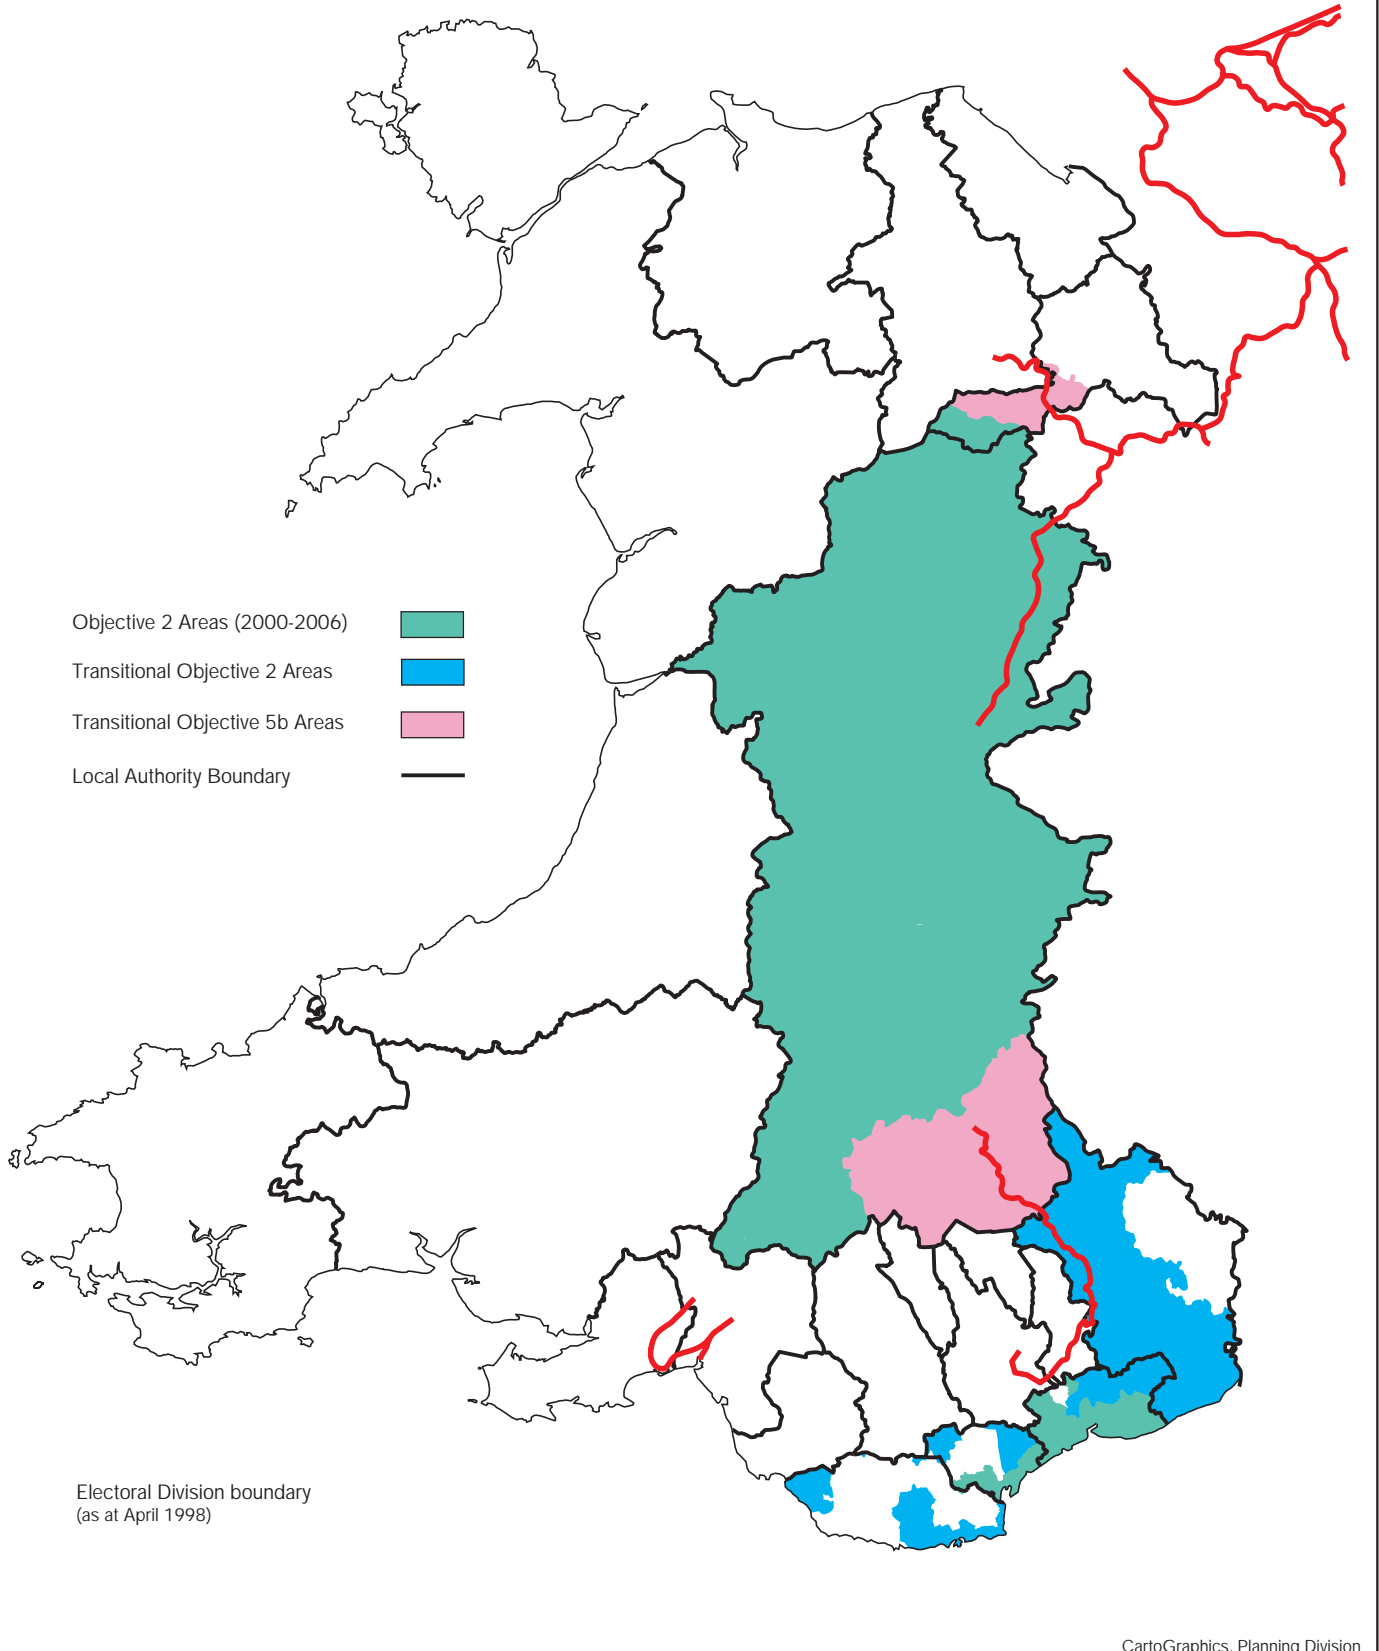 Objective 2 Areas (2000-2006)
Transitional Objective 2 Areas
Transitional Objective 5b Areas
Local Authority Boundary
Electoral Division boundary
(as at April 1998)
CartoGraphics, Planning Division